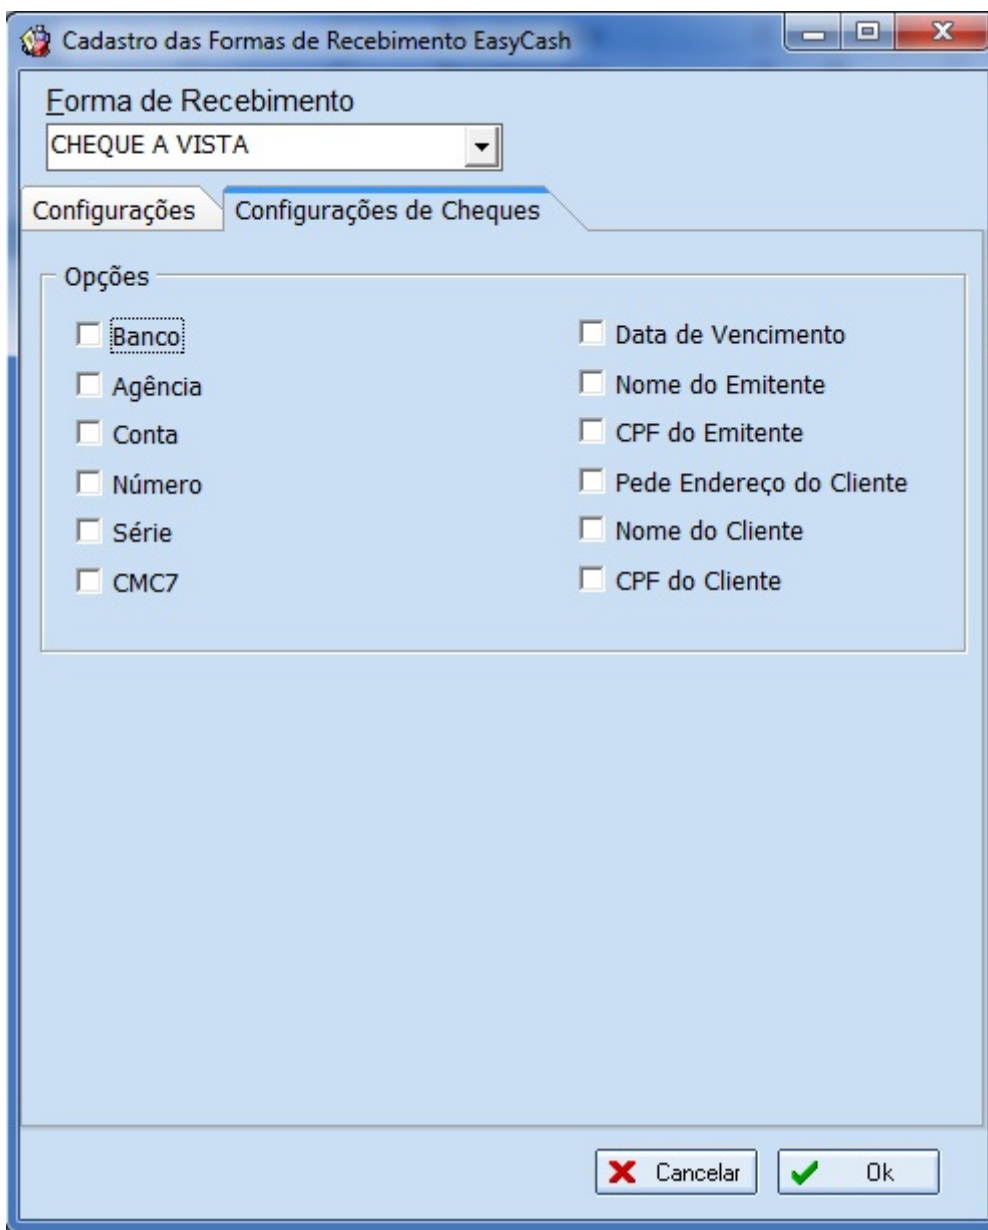 Cadastro das Formas de Recebimento EasyCash
Forma de Recebimento
CHEQUE A VISTA
Configurações
Configurações de Cheques
Opções
Banco
Agência
Conta
Número
Série
CMC7
Data de Vencimento
Nome do Emitente
CPF do Emitente
Pede Endereço do Cliente
Nome do Cliente
CPF do Cliente
Cancelar
Ok